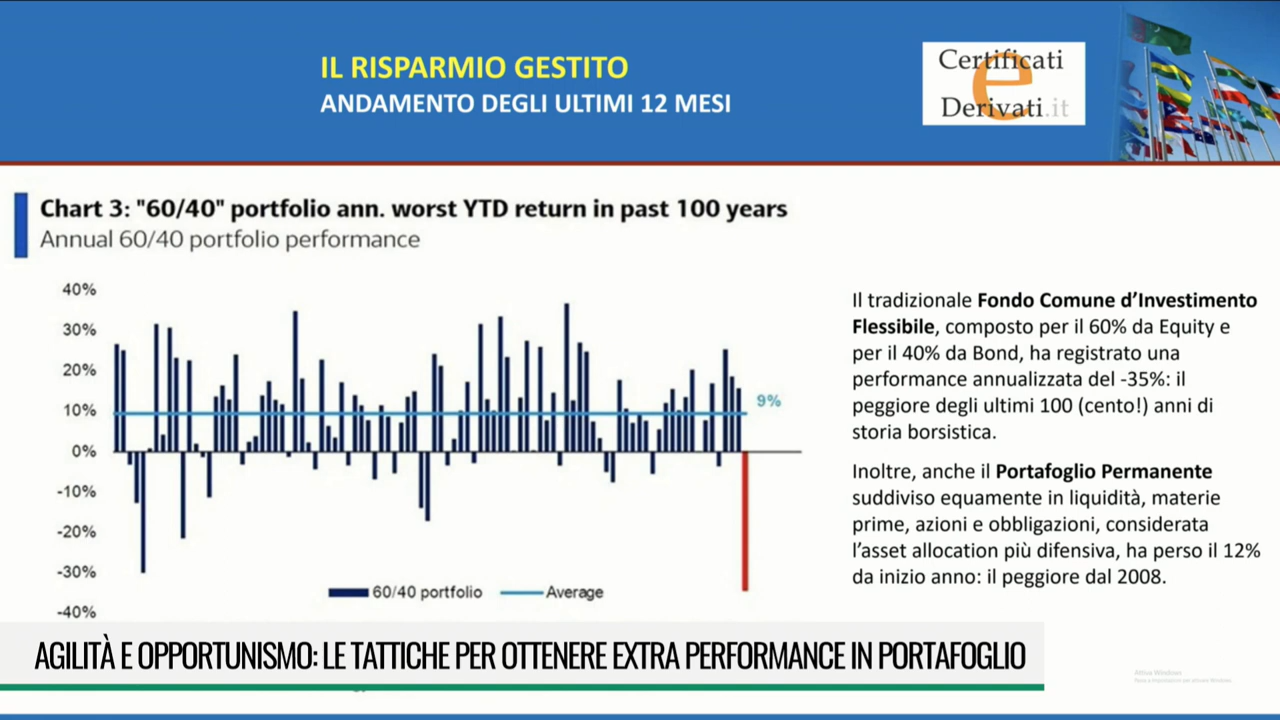 IL RISPARMIO GESTITO
ANDAMENTO DEGLI ULTIMI 12 MESI
Certificati
e
Derivati.it
Chart 3: "60/40" portfolio ann. worst YTD return in past 100 years
Annual 60/40 portfolio performance
40%
30%
20%
10%
0%
-10%
-20%
-30%
-40%
9%
60/40 portfolio
Average
Il tradizionale Fondo Comune d’Investimento
Flessibile, composto per il 60% da Equity e
per il 40% da Bond, ha registrato una
performance annualizzata del -35%: il
peggiore degli ultimi 100 (cento!) anni di
storia borsistica.
Inoltre, anche il Portafoglio Permanente
suddiviso equamente in liquidità, materie
prime, azioni e obbligazioni, considerata
l’asset allocation più difensiva, ha perso il 12%
da inizio anno: il peggiore dal 2008.
AGILITÀ E OPPORTUNISMO: LE TATTICHE PER OTTENERE EXTRA PERFORMANCE IN PORTAFOGLIO
Attiva Windows